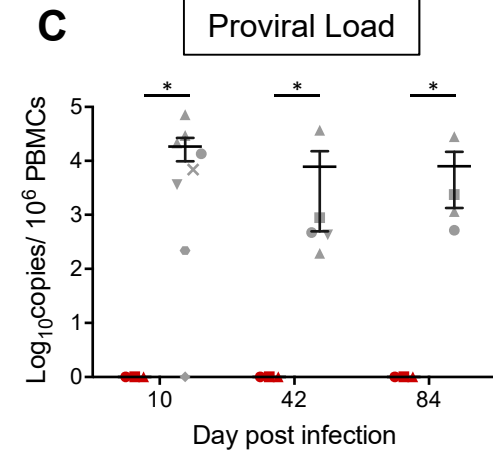 C
Proviral Load
* * *
Log10copies/ 10^6 PBMCs
5
4
3
2
1
0
10 42 84
Day post infection